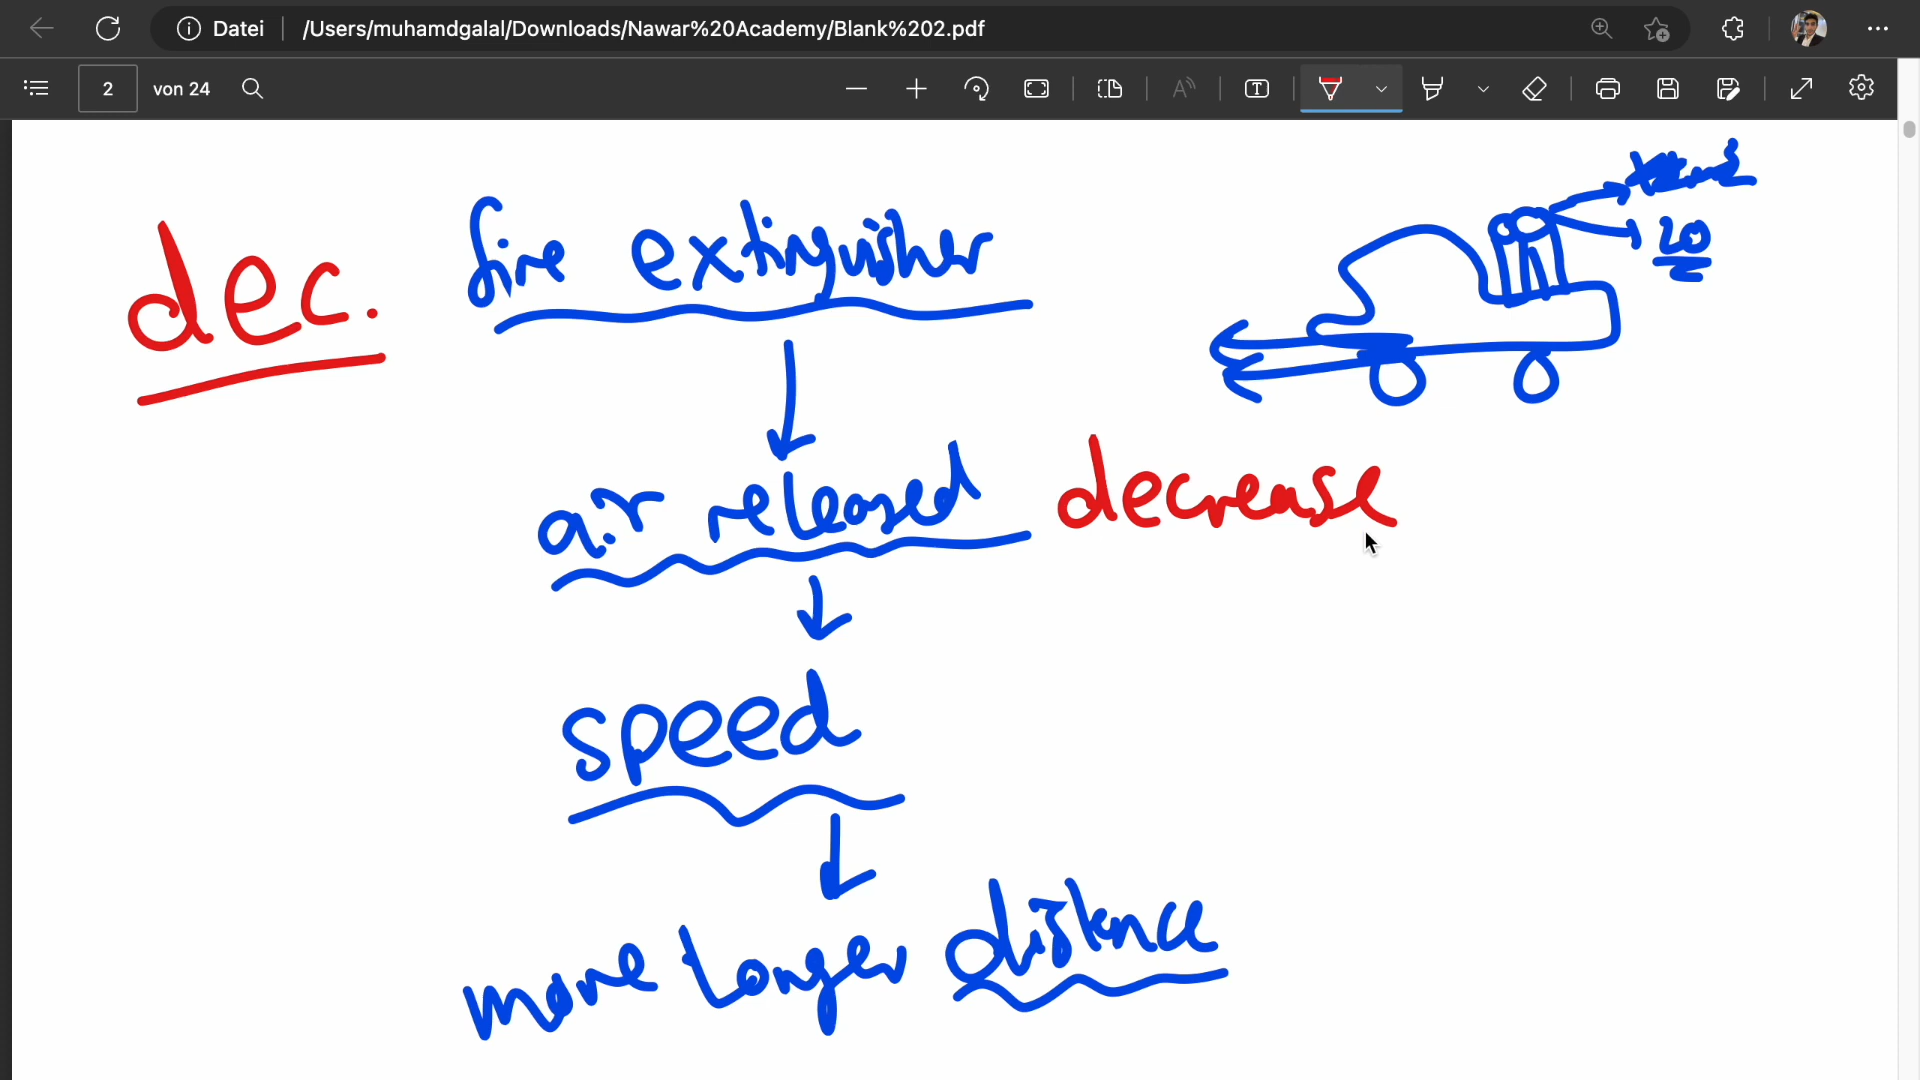 Datei /Users/muhamdgalal/Downloads/Nawar%20Academy/Blank%202.pdf
2 von 24
dec.
fire extinguisher
20
air released decrease
speed
move longer distance